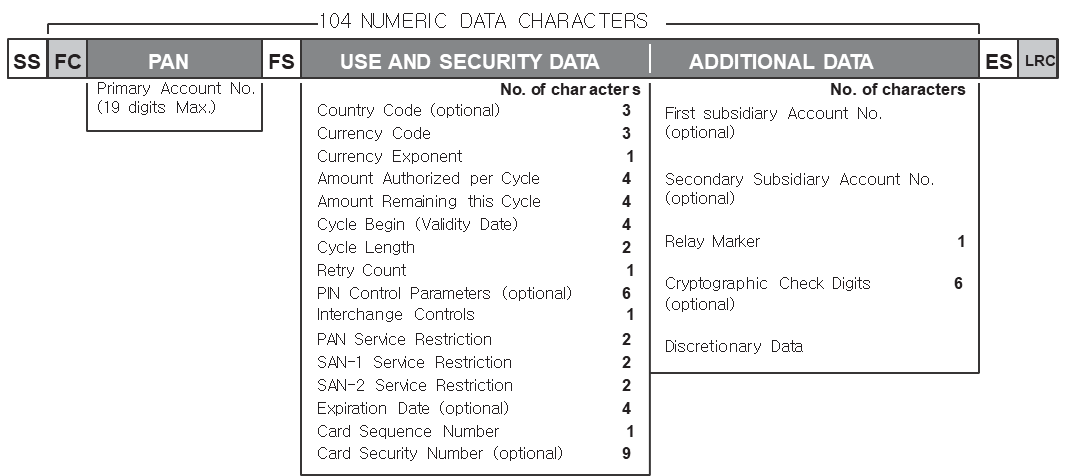 104 NUMERIC DATA CHARACTERS
SS FC PAN FS USE AND SECURITY DATA ADDITIONAL DATA ES LRC
Primary Account No.
(19 digits Max.)
No. of characters
Country Code (optional) 3
Currency Code 3
Currency Exponent 1
Amount Authorized per Cycle 4
Amount Remaining this Cycle 4
Cycle Begin (Validity Date) 4
Cycle Length 2
Retry Count 1
PIN Control Parameters (optional) 6
Interchange Controls 1
PAN Service Restriction 2
SAN-1 Service Restriction 2
SAN-2 Service Restriction 2
Expiration Date (optional) 4
Card Sequence Number 1
Card Security Number (optional) 9
No. of characters
First subsidiary Account No.
(optional)
Secondary Subsidiary Account No.
(optional)
Relay Marker 1
Cryptographic Check Digits 6
(optional)
Discretionary Data